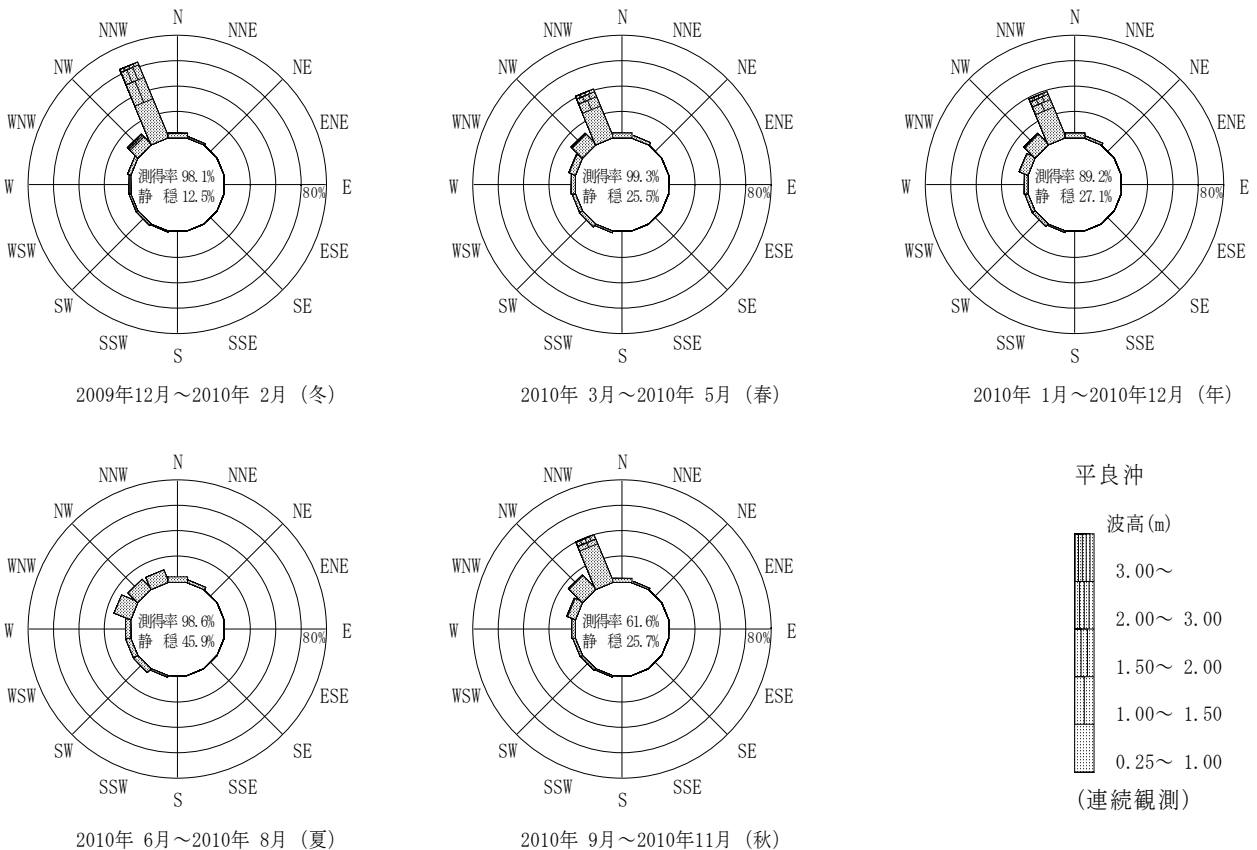 N
NNW
NNE
NW
NE
WNW
ENE
W
測得率 98.1%
静 穏 12.5%
80%
E
WSW
ESE
SW
SE
SSW
SSE
S
2009年12月～2010年 2月 (冬)
N
NNW
NNE
NW
NE
WNW
ENE
W
測得率 99.3%
静 穏 25.5%
80%
E
WSW
ESE
SW
SE
SSW
SSE
S
2010年 3月～2010年 5月 (春)
N
NNW
NNE
NW
NE
WNW
ENE
W
測得率 89.2%
静 穏 27.1%
80%
E
WSW
ESE
SW
SE
SSW
SSE
S
2010年 1月～2010年12月 (年)
N
NNW
NNE
NW
NE
WNW
ENE
W
測得率 98.6%
静 穏 45.9%
80%
E
WSW
ESE
SW
SE
SSW
SSE
S
2010年 6月～2010年 8月 (夏)
N
NNW
NNE
NW
NE
WNW
ENE
W
測得率 61.6%
静 穏 25.7%
80%
E
WSW
ESE
SW
SE
SSW
SSE
S
2010年 9月～2010年11月 (秋)
平良沖
波高(m)
3.00～
2.00～ 3.00
1.50～ 2.00
1.00～ 1.50
0.25～ 1.00
(連続観測)